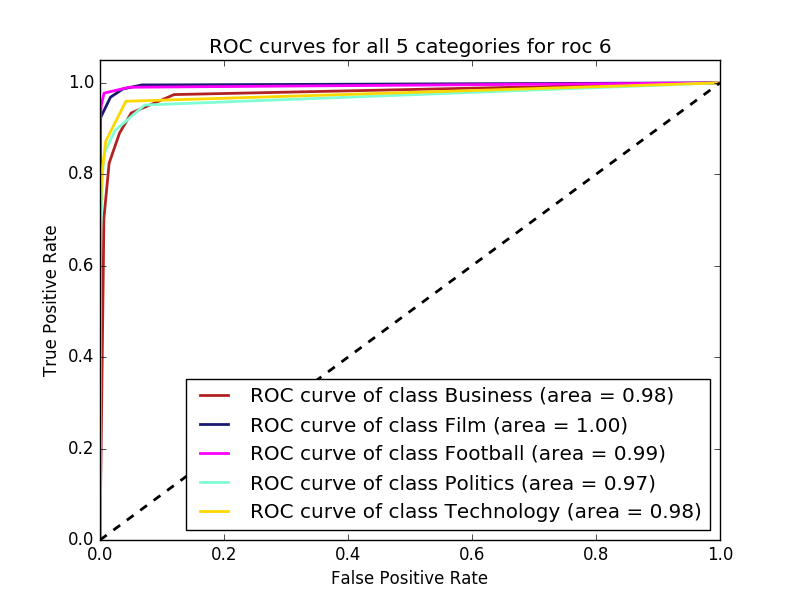 ROC curves for all 5 categories for roc 6
True Positive Rate
1.0
0.8
0.6
0.4
0.2
0.0
ROC curve of class Business (area = 0.98)
ROC curve of class Film (area = 1.00)
ROC curve of class Football (area = 0.99)
ROC curve of class Politics (area = 0.97)
ROC curve of class Technology (area = 0.98)
0.0 0.2 0.4 0.6 0.8 1.0
False Positive Rate